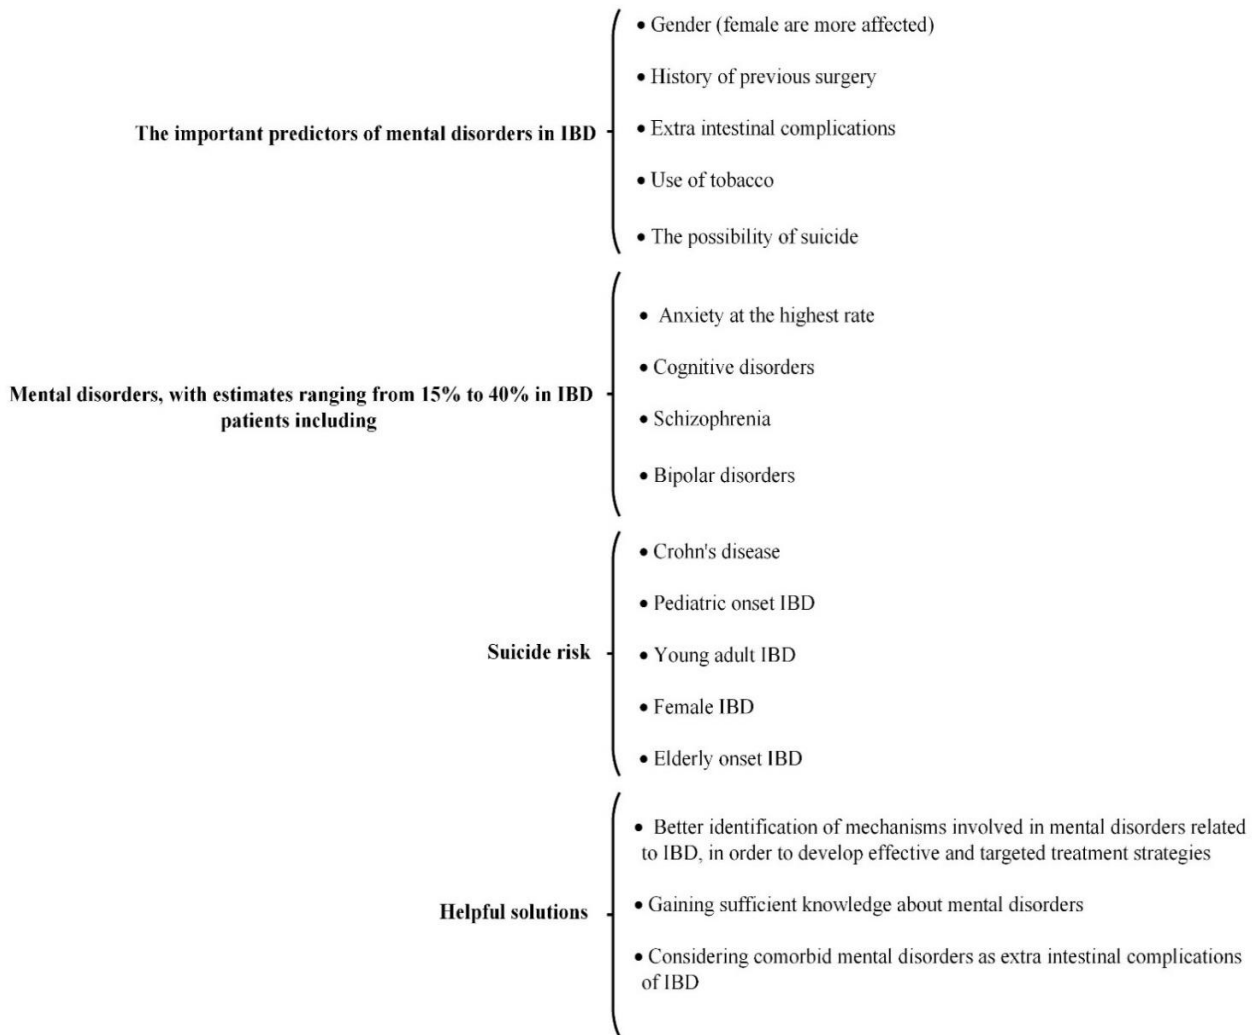 The important predictors of mental disorders in IBD
• Gender (female are more affected)
• History of previous surgery
• Extra intestinal complications
• Use of tobacco
• The possibility of suicide
Mental disorders, with estimates ranging from 15% to 40% in IBD
patients including
• Anxiety at the highest rate
• Cognitive disorders
• Schizophrenia
• Bipolar disorders
Suicide risk
• Crohn's disease
• Pediatric onset IBD
• Young adult IBD
• Female IBD
• Elderly onset IBD
Helpful solutions
• Better identification of mechanisms involved in mental disorders related
to IBD, in order to develop effective and targeted treatment strategies
• Gaining sufficient knowledge about mental disorders
• Considering comorbid mental disorders as extra intestinal complications
of IBD